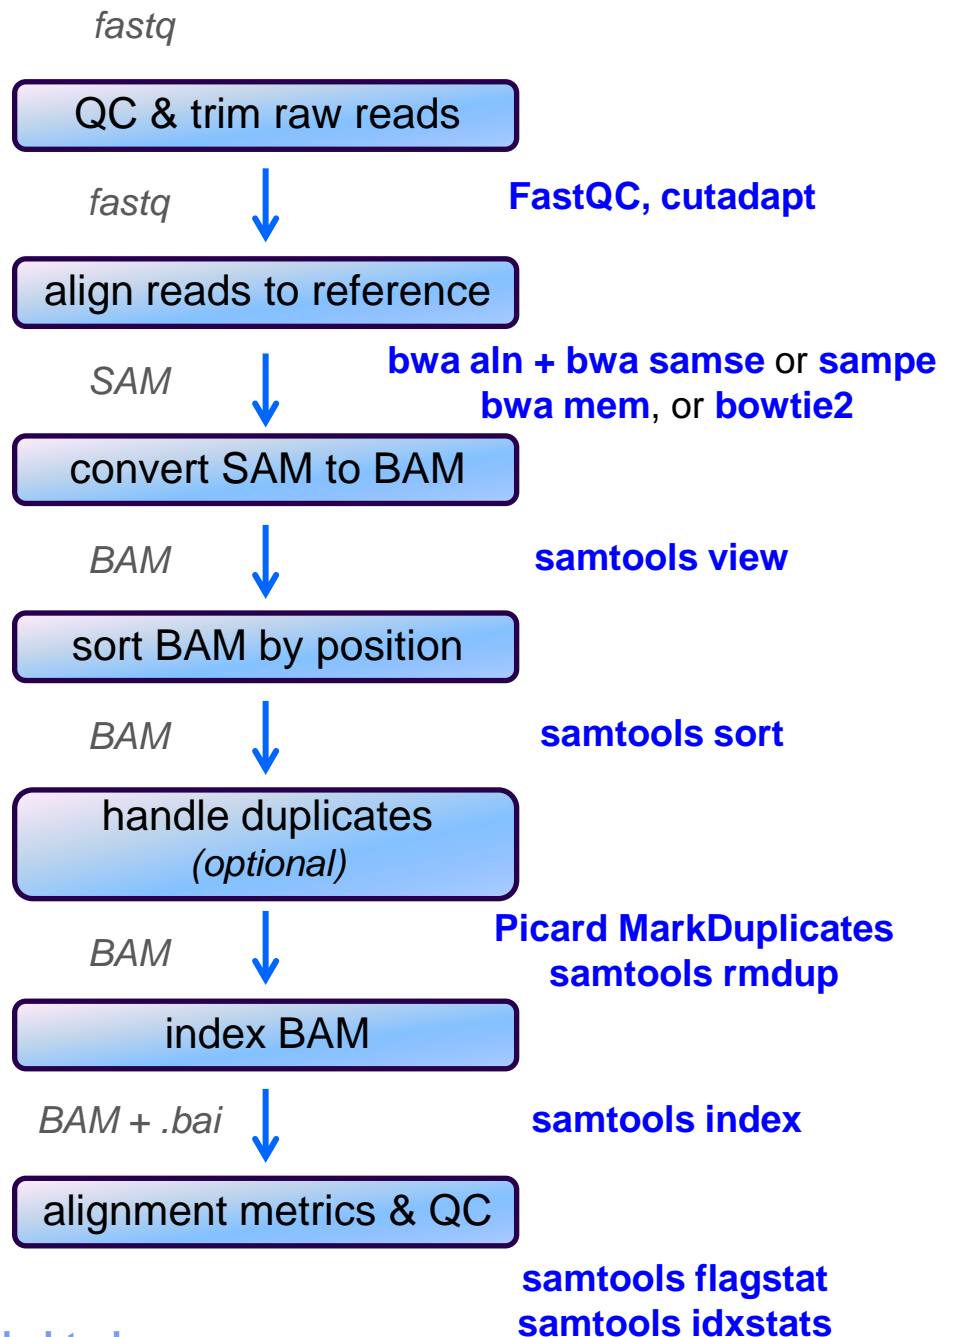 fastq
QC & trim raw reads
fastq
FastQC, cutadapt
align reads to reference
SAM
bwa aln + bwa samse or sampe
bwa mem, or bowtie2
convert SAM to BAM
BAM
samtools view
sort BAM by position
BAM
samtools sort
handle duplicates
(optional)
BAM
Picard MarkDuplicates
samtools rmdup
index BAM
BAM + .bai
samtools index
alignment metrics & QC
samtools flagstat
samtools idxstats